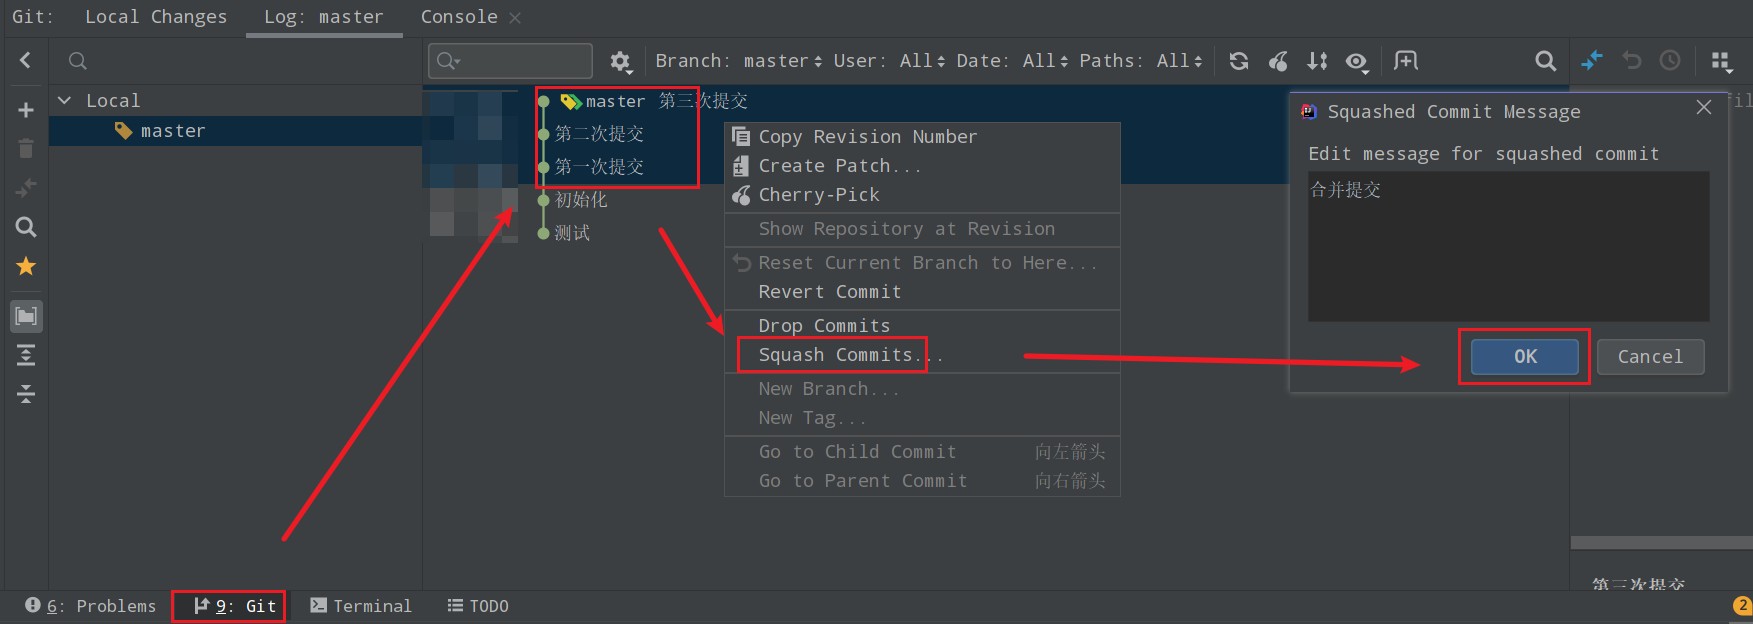 Git: Local Changes Log: master Console
Branch: master User: All Date: All Paths: All
Local
master
master 第三次提交
第二次提交
第一次提交
初始化
测试
Copy Revision Number
Create Patch...
Cherry-Pick
Show Repository at Revision
Reset Current Branch to Here...
Revert Commit
Drop Commits
Squash Commits...
New Branch...
New Tag...
Go to Child Commit 向左箭头
Go to Parent Commit 向右箭头
Squashed Commit Message
Edit message for squashed commit
合并提交
OK Cancel
第三次提交
6: Problems 9: Git Terminal TODO 2